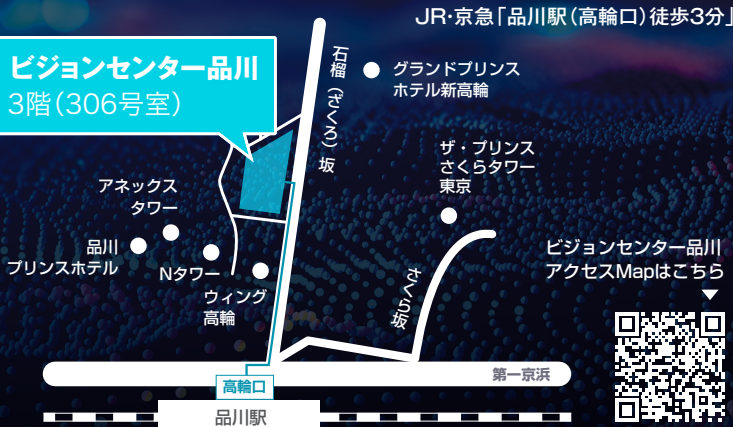 JR・京急「品川駅(高輪口)徒歩3分」
ビジョンセンター品川
3階(306号室)
石榴(ざくろ)坂
グランドプリンス
ホテル新高輪
ザ・プリンス
さくらタワー
東京
アネックス
タワー
品川
プリンスホテル
Nタワー
ウィング
高輪
さくら坂
ビジョンセンター品川
アクセスMapはこちら
▼
第一京浜
高輪口
品川駅